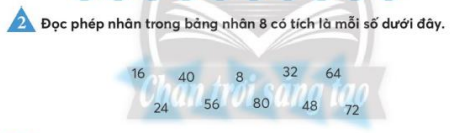 2 Đọc phép nhân trong bảng nhân 8 có tích là mỗi số dưới đây.
16 40 8 32 64
24 56 80 48 72
Chân trời sáng tạo